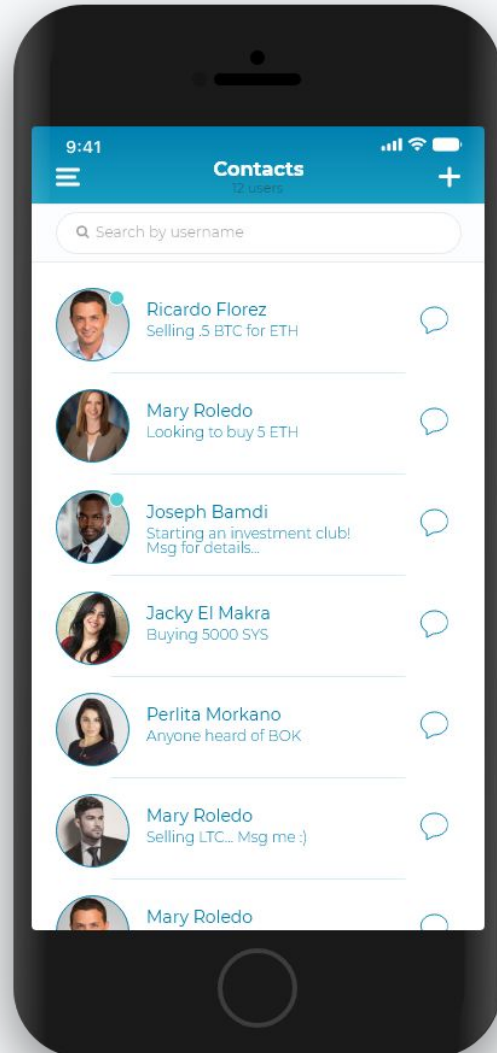 9:41
Contacts
12 users
Search by username
Ricardo Florez
Selling .5 BTC for ETH
Mary Roledo
Looking to buy 5 ETH
Joseph Bamdi
Starting an investment club!
Msg for details...
Jacky El Makra
Buying 5000 SYS
Perlita Morkano
Anyone heard of BOK
Mary Roledo
Selling LTC... Msg me :)
Mary Roledo